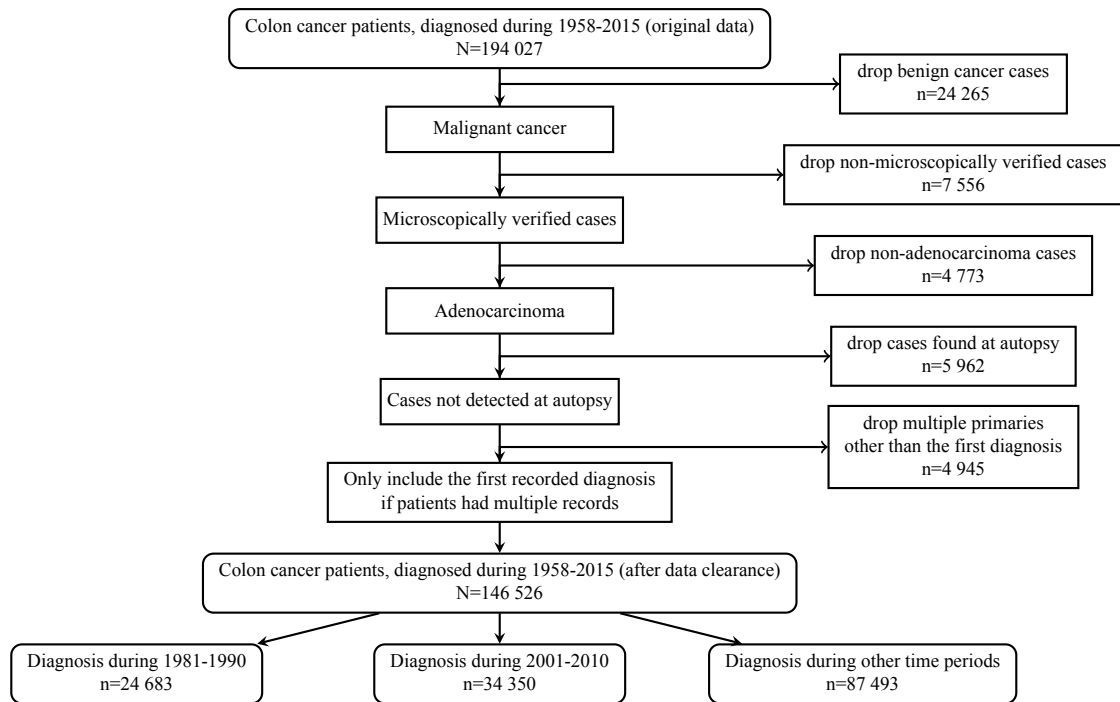 Colon cancer patients, diagnosed during 1958-2015 (original data)
N=194 027
drop benign cancer cases
n=24 265
Malignant cancer
drop non-microscopically verified cases
n=7 556
Microscopically verified cases
drop non-adenocarcinoma cases
n=4 773
Adenocarcinoma
drop cases found at autopsy
n=5 962
Cases not detected at autopsy
drop multiple primaries
other than the first diagnosis
n=4 945
Only include the first recorded diagnosis
if patients had multiple records
Colon cancer patients, diagnosed during 1958-2015 (after data clearance)
N=146 526
Diagnosis during 1981-1990
n=24 683
Diagnosis during 2001-2010
n=34 350
Diagnosis during other time periods
n=87 493